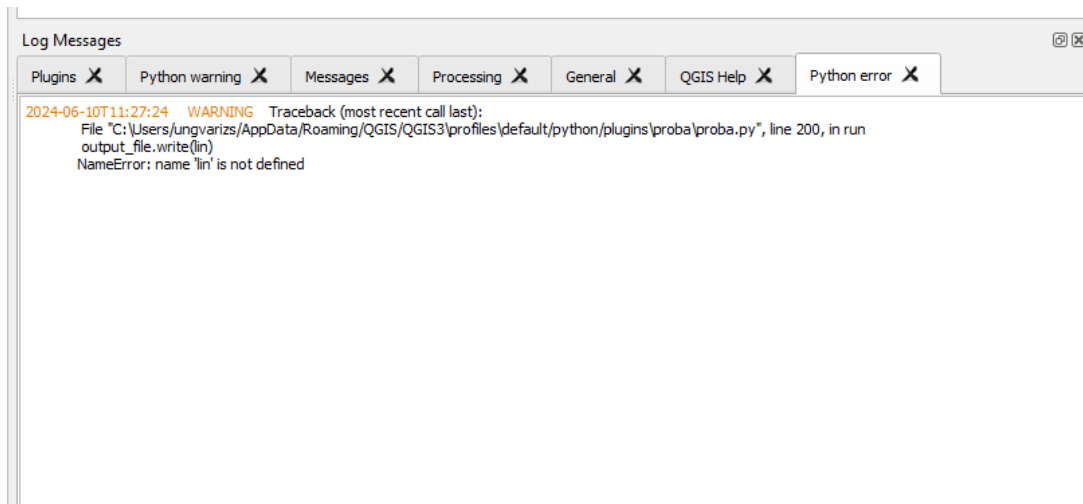 Log Messages
Plugins Python warning Messages Processing General QGIS Help Python error
2024-06-10T11:27:24 WARNING Traceback (most recent call last):
File "C:\Users/ungvarizs/AppData/Roaming/QGIS/QGIS3\profiles\default/python/plugins\proba\proba.py", line 200, in run
output_file.write(lin)
NameError: name 'lin' is not defined